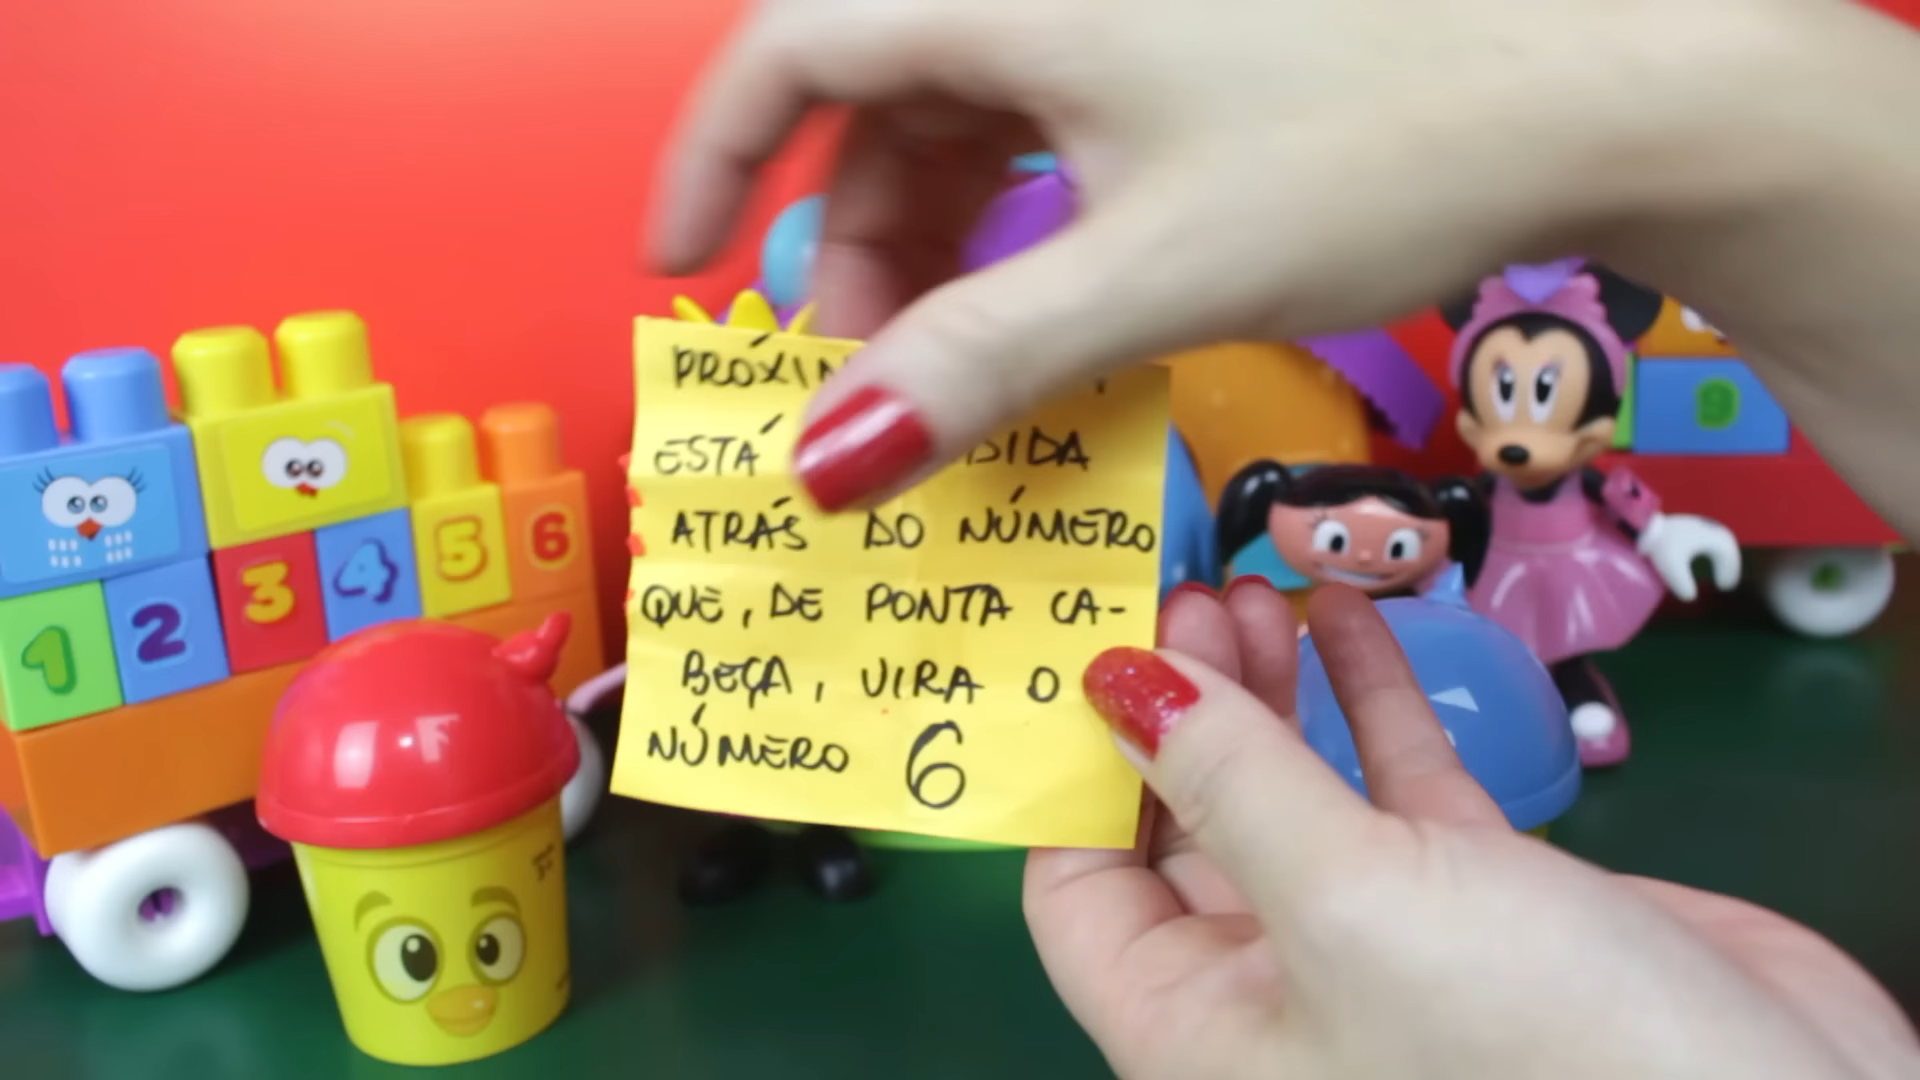 ESTÁ
ATRÁS DO NÚMERO
QUE, DE PONTA CA-
BEÇA, VIRA O
NÚMERO 6
1 2 3 4 5 6
9